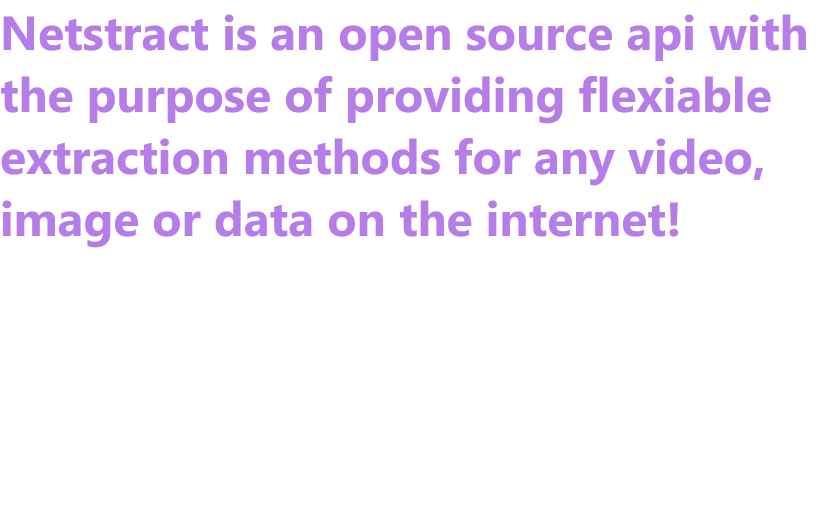 Netstract is an open source api with
the purpose of providing flexiable
extraction methods for any video,
image or data on the internet!